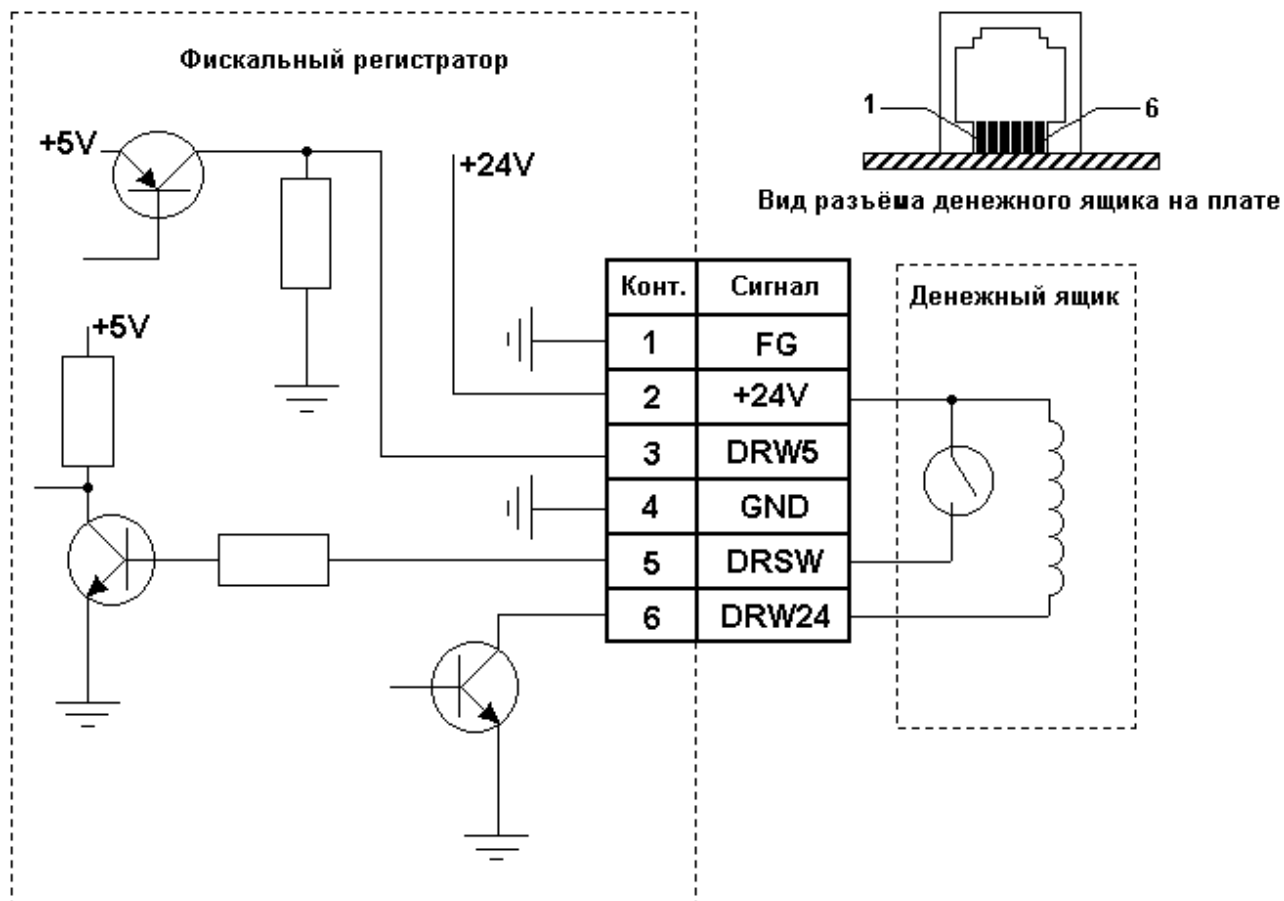 Фискальный регистратор
1
6
Вид разъёма денежного ящика на плате
+5V
+24V
Конт. Сигнал
Денежный ящик
1 FG
+5V
2 +24V
3 DRW5
4 GND
5 DRSW
6 DRW24